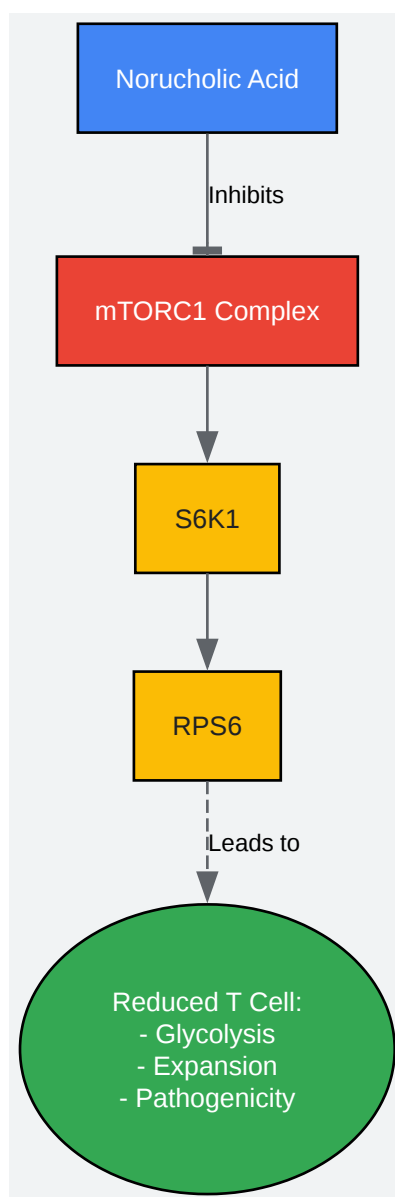 Norucholic Acid
Inhibits
mTORC1 Complex
S6K1
RPS6
Leads to
Reduced T Cell:
- Glycolysis
- Expansion
- Pathogenicity